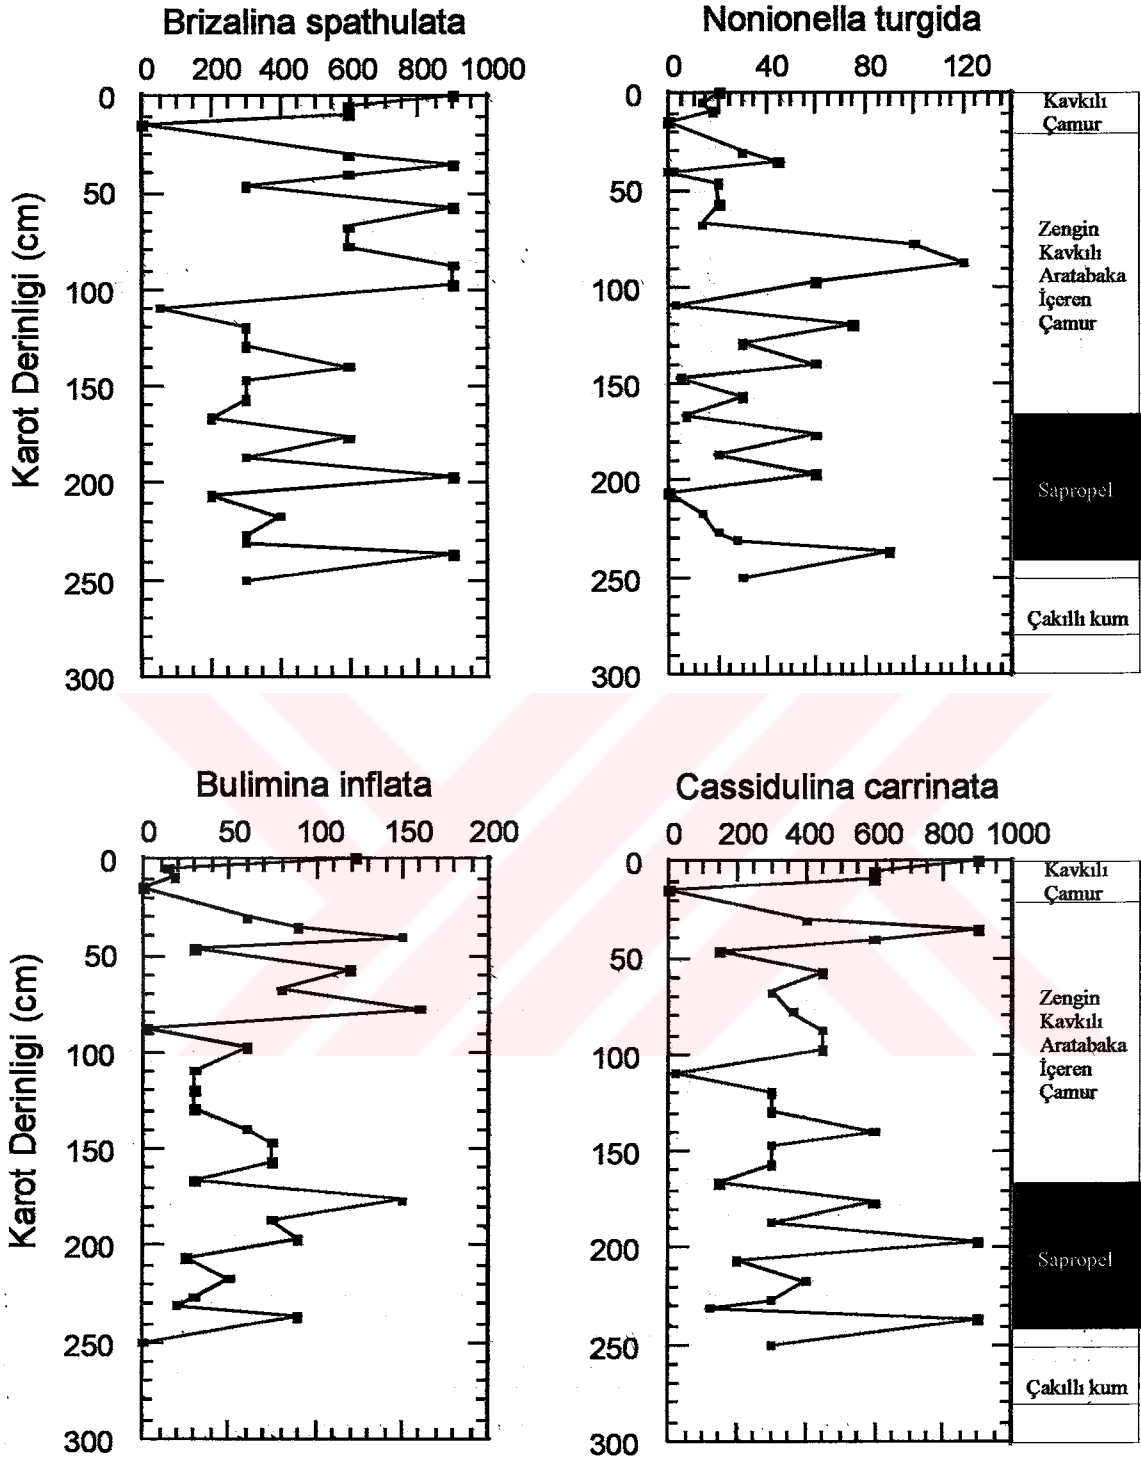 Brizalina spathulata
0 200 400 600 800 1000
0
50
100
150
200
250
300
Karot Derinligi (cm)
Nonionella turgida
0 40 80 120
0
50
100
150
200
250
300
Kavkılı
Çamur
Zengin
Kavkılı
Aratabaka
İçeren
Çamur
Sapropel
Çakıllı kum
Bulimina inflata
0 50 100 150 200
0
50
100
150
200
250
300
Karot Derinligi (cm)
Cassidulina carrinata
0 200 400 600 800 1000
0
50
100
150
200
250
300
Kavkılı
Çamur
Zengin
Kavkılı
Aratabaka
İçeren
Çamur
Sapropel
Çakıllı kum